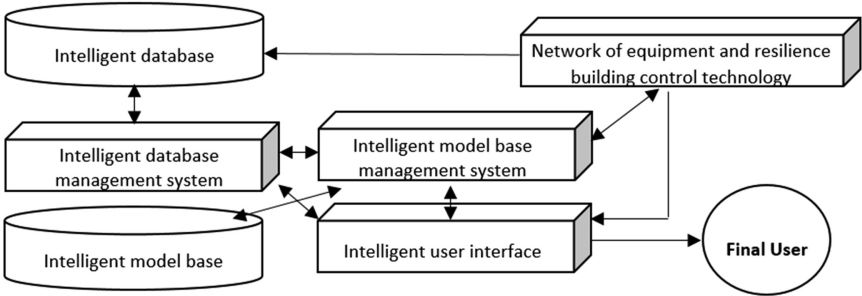 Intelligent database
Network of equipment and resilience
building control technology
Intelligent database
management system
Intelligent model base
management system
Intelligent model base
Intelligent user interface
Final User